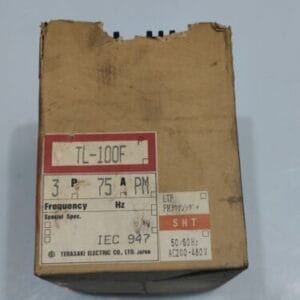 TL-100F P
3 P 75 A PM
Frequency Hz
Special Spec.
IEC 947
TERASAKI ELECTRIC CO., LTD. Japan
SHT
50/60Hz
AC200-460V